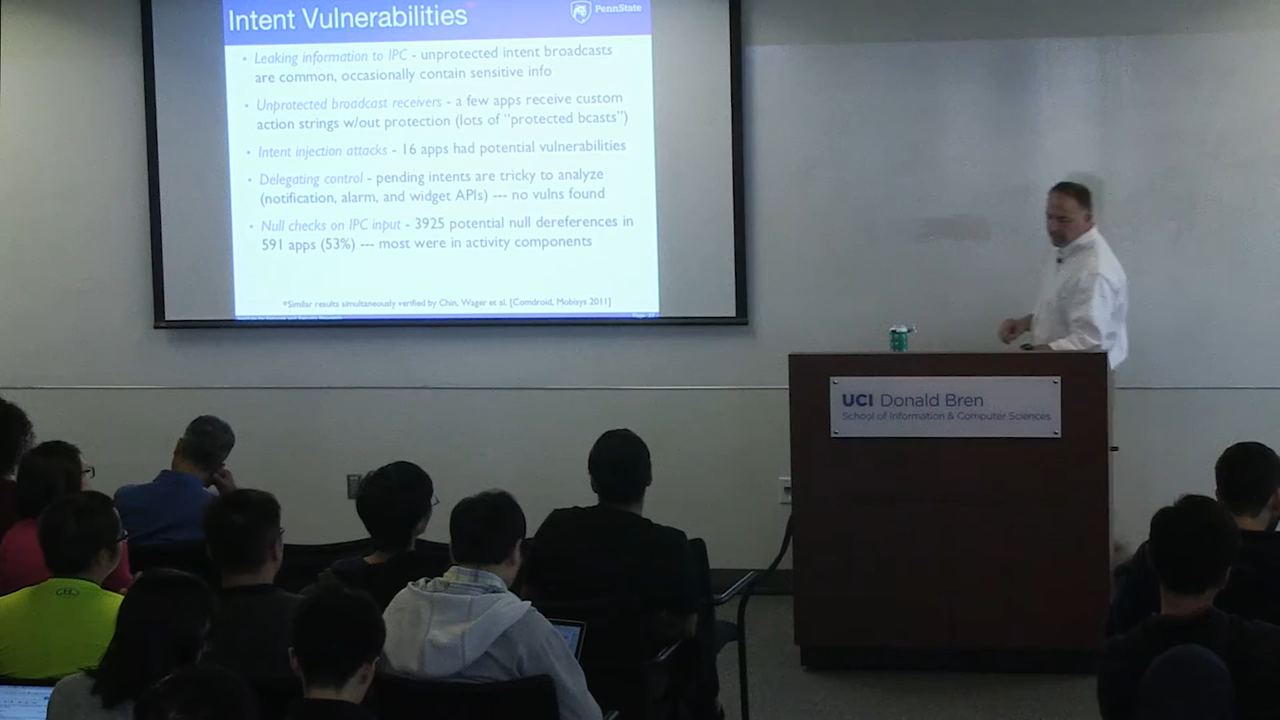 Intent Vulnerabilities
PennState
• Leaking information to IPC - unprotected intent broadcasts
are common, occasionally contain sensitive info
• Unprotected broadcast receivers - a few apps receive custom
action strings w/out protection (lots of "protected bcasts")
• Intent injection attacks - 16 apps had potential vulnerabilities
• Delegating control - pending intents are tricky to analyze
(notification, alarm, and widget APIs) --- no vulns found
• Null checks on IPC input - 3925 potential null dereferences in
591 apps (53%) --- most were in activity components
*Similar results simultaneously verified by Chin, Wager et al. [Comdroid, Mobisys 2011]
UCI Donald Bren
School of Information & Computer Sciences